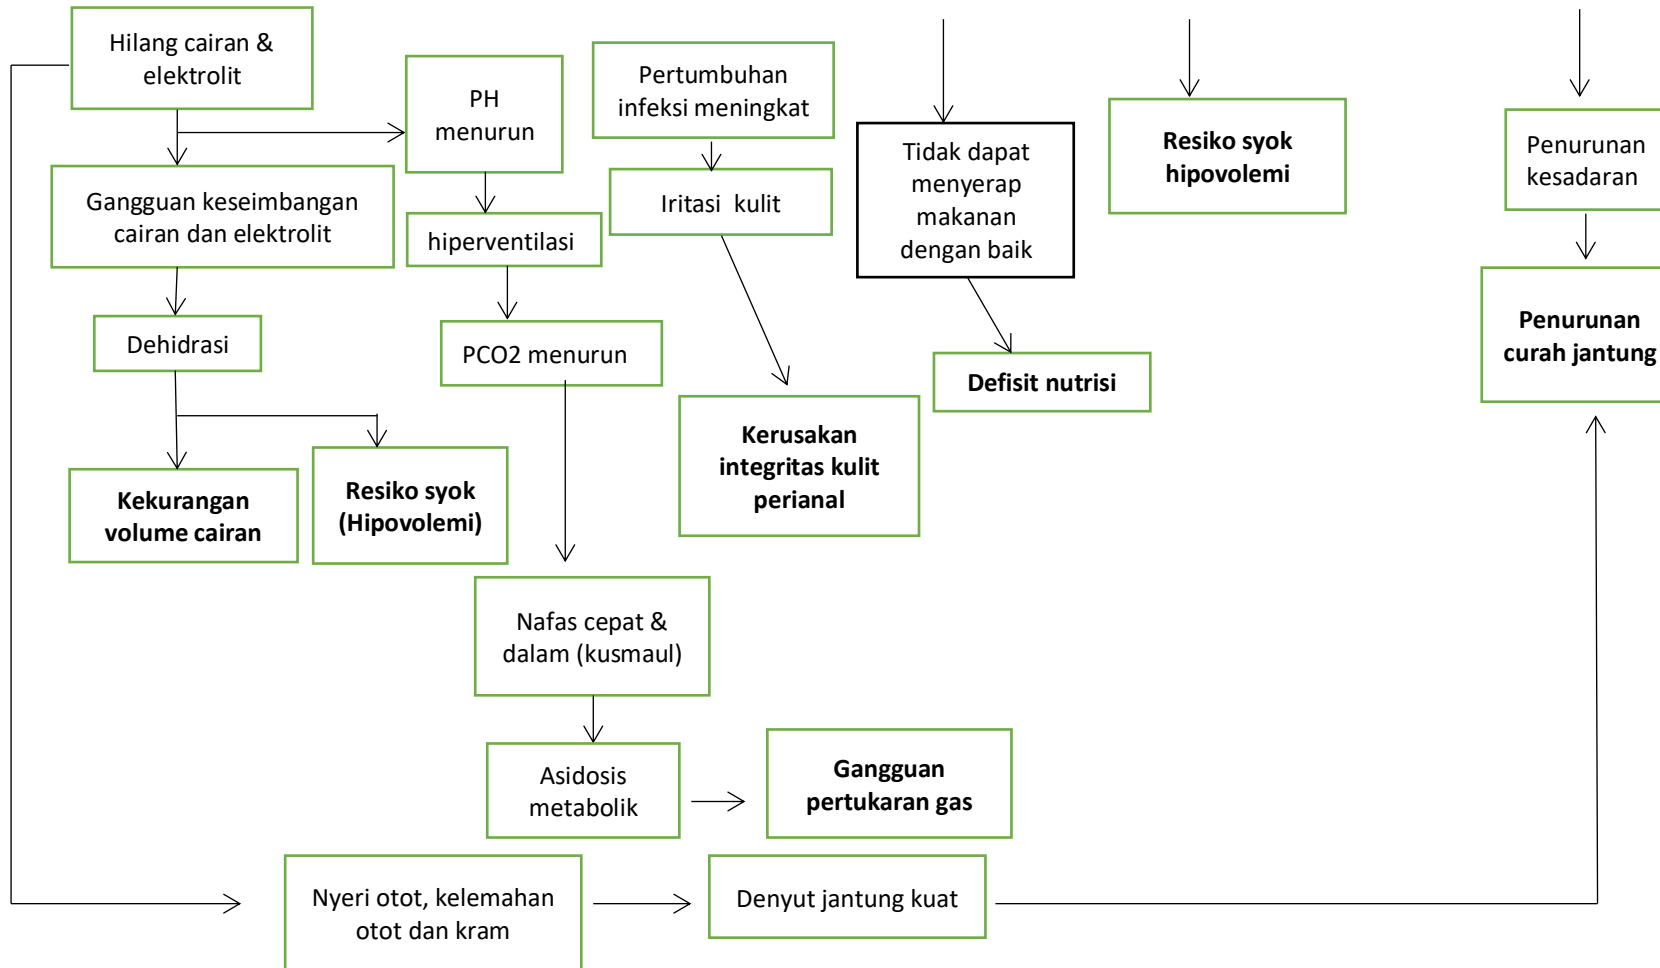 Hilang cairan &
elektrolit
PH
menurun
Pertumbuhan
infeksi meningkat
Tidak dapat
menyerap
makanan
dengan baik
Resiko syok
hipovolemi
Penurunan
kesadaran
Gangguan keseimbangan
cairan dan elektrolit
hiperventilasi
Iritasi kulit
Penurunan
curah jantung
Dehidrasi
PCO2 menurun
Defisit nutrisi
Kekurangan
volume cairan
Resiko syok
(Hipovolemi)
Kerusakan
integritas kulit
perianal
Nafas cepat &
dalam (kusmaul)
Asidosis
metabolik
Gangguan
pertukaran gas
Nyeri otot, kelemahan
otot dan kram
Denyut jantung kuat